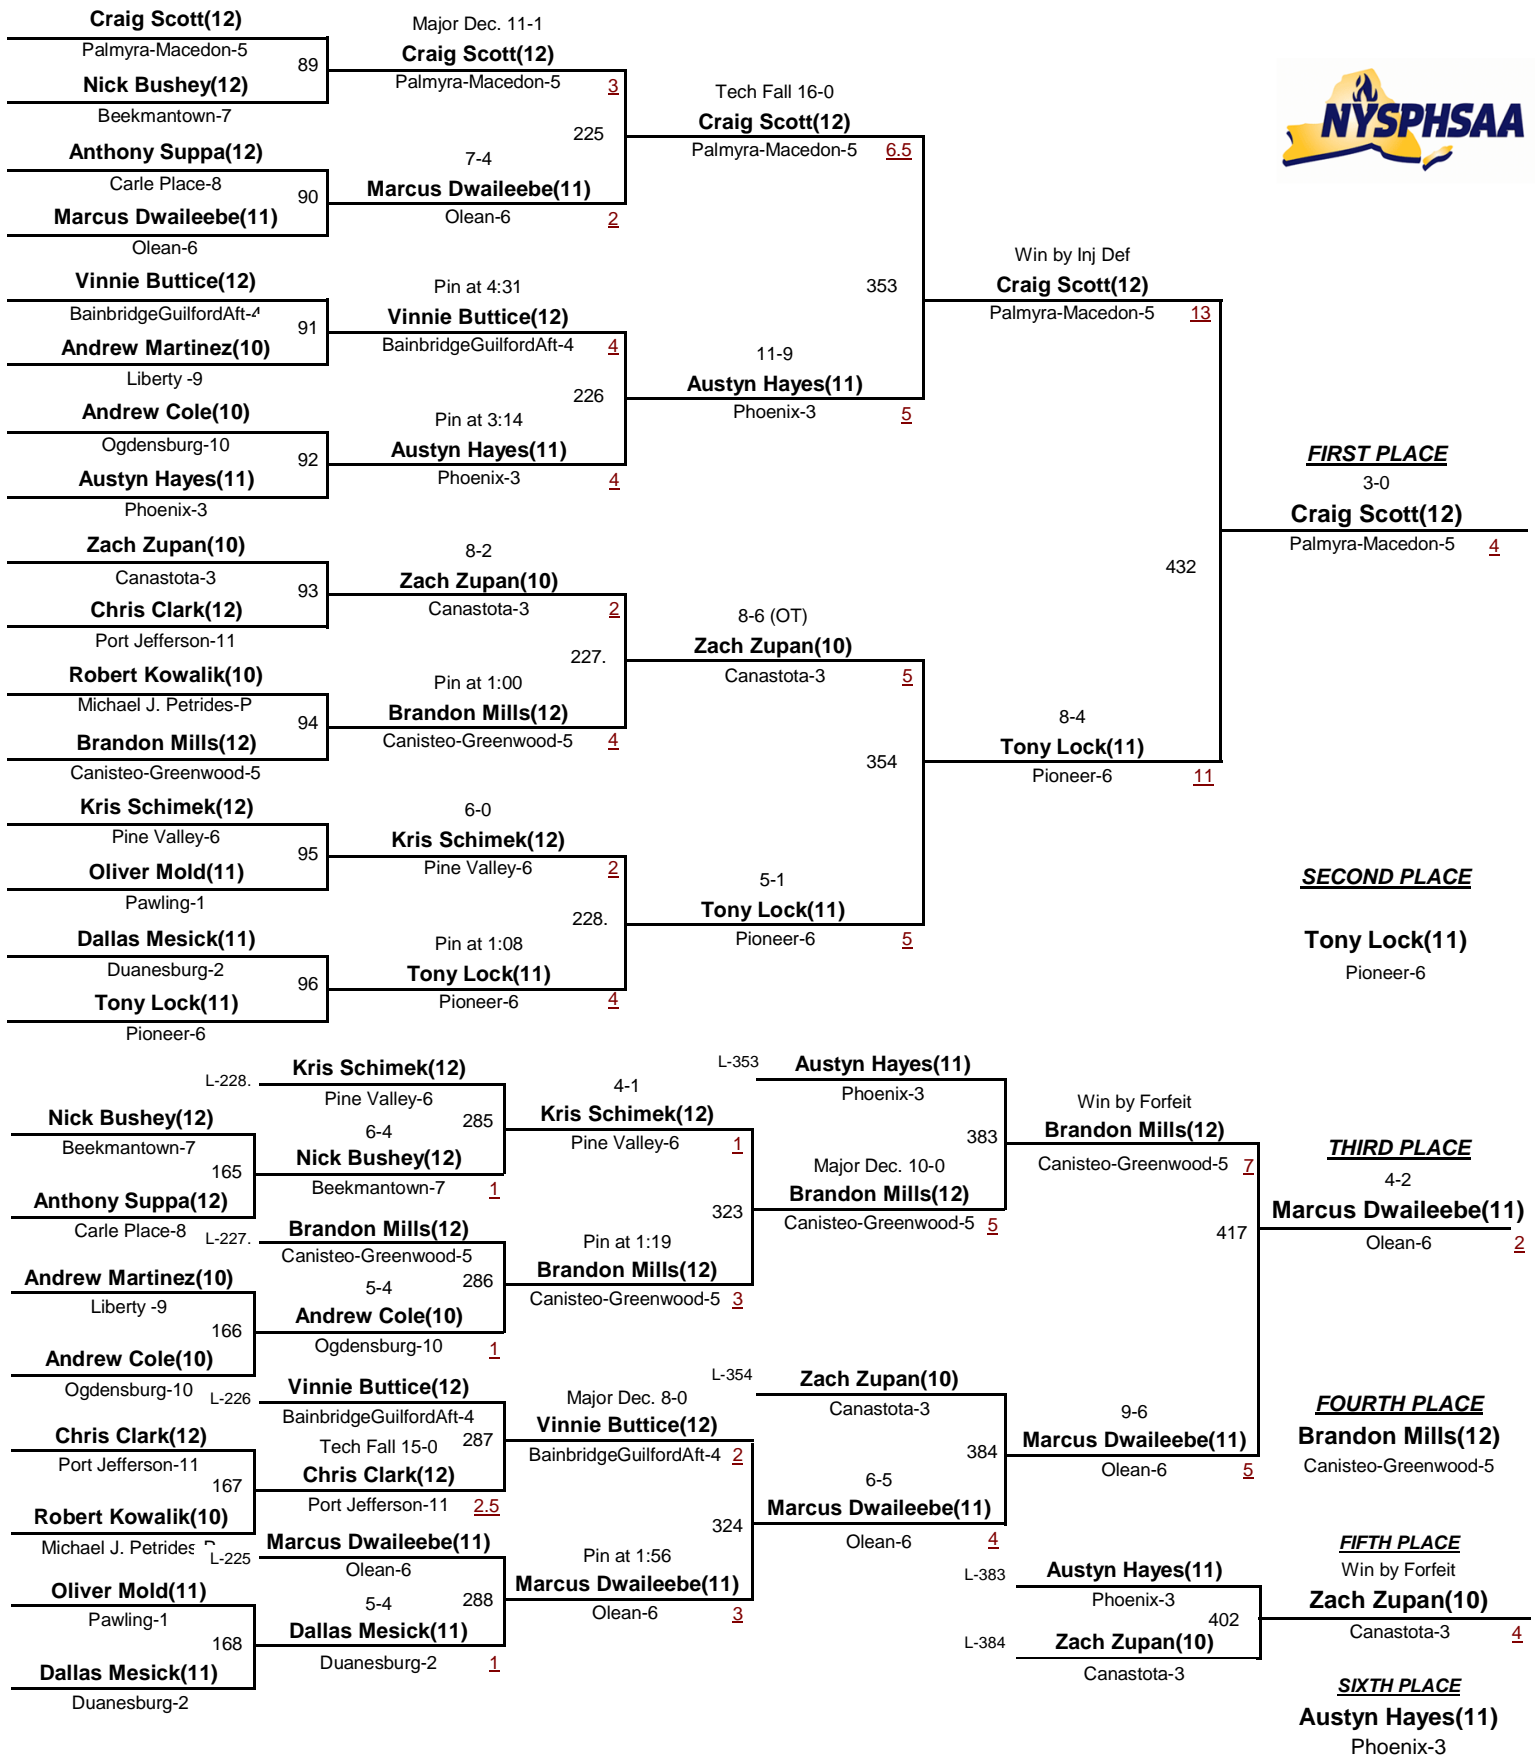 Craig Scott(12)
Palmyra-Macedon-5
89
Nick Bushey(12)
Beekmantown-7
Anthony Suppa(12)
Carle Place-8
90
Marcus Dwaileebe(11)
Olean-6
Vinnie Buttice(12)
BainbridgeGuilfordAft-4
91
Andrew Martinez(10)
Liberty -9
Andrew Cole(10)
Ogdensburg-10
92
Austyn Hayes(11)
Phoenix-3
Zach Zupan(10)
Canastota-3
93
Chris Clark(12)
Port Jefferson-11
Robert Kowalik(10)
Michael J. Petrides-P
94
Brandon Mills(12)
Canisteo-Greenwood-5
Kris Schimek(12)
Pine Valley-6
95
Oliver Mold(11)
Pawling-1
Dallas Mesick(11)
Duanesburg-2
96
Tony Lock(11)
Pioneer-6
Major Dec. 11-1
Craig Scott(12)
Palmyra-Macedon-5 3
225
7-4
Marcus Dwaileebe(11)
Olean-6 2
Pin at 4:31
Vinnie Buttice(12)
BainbridgeGuilfordAft-4 4
226
Pin at 3:14
Austyn Hayes(11)
Phoenix-3 4
8-2
Zach Zupan(10)
Canastota-3 2
227.
Pin at 1:00
Brandon Mills(12)
Canisteo-Greenwood-5 4
6-0
Kris Schimek(12)
Pine Valley-6 2
228.
Pin at 1:08
Tony Lock(11)
Pioneer-6 4
Tech Fall 16-0
Craig Scott(12)
Palmyra-Macedon-5 6.5
353
11-9
Austyn Hayes(11)
Phoenix-3 5
8-6 (OT)
Zach Zupan(10)
Canastota-3 5
354
5-1
Tony Lock(11)
Pioneer-6 5
Win by Inj Def
Craig Scott(12)
Palmyra-Macedon-5 13
432
8-4
Tony Lock(11)
Pioneer-6 11
NYSPHSAA
FIRST PLACE
3-0
Craig Scott(12)
Palmyra-Macedon-5 4
SECOND PLACE
Tony Lock(11)
Pioneer-6
Nick Bushey(12)
Beekmantown-7
165
Anthony Suppa(12)
Carle Place-8
Andrew Martinez(10)
Liberty -9
166
Andrew Cole(10)
Ogdensburg-10
Chris Clark(12)
Port Jefferson-11
167
Robert Kowalik(10)
Michael J. Petrides
Oliver Mold(11)
Pawling-1
168
Dallas Mesick(11)
Duanesburg-2
L-228.
Kris Schimek(12)
Pine Valley-6
285
6-4
Nick Bushey(12)
Beekmantown-7 1
L-227.
Brandon Mills(12)
Canisteo-Greenwood-5
286
5-4
Andrew Cole(10)
Ogdensburg-10 1
L-226
Vinnie Buttice(12)
BainbridgeGuilfordAft-4
287
Tech Fall 15-0
Chris Clark(12)
Port Jefferson-11 2.5
L-225
Marcus Dwaileebe(11)
Olean-6
288
5-4
Dallas Mesick(11)
Duanesburg-2 1
4-1
Kris Schimek(12)
Pine Valley-6 1
323
Pin at 1:19
Brandon Mills(12)
Canisteo-Greenwood-5 3
Major Dec. 8-0
Vinnie Buttice(12)
BainbridgeGuilfordAft-4 2
324
Pin at 1:56
Marcus Dwaileebe(11)
Olean-6 3
L-353
Austyn Hayes(11)
Phoenix-3
383
Major Dec. 10-0
Brandon Mills(12)
Canisteo-Greenwood-5 5
L-354
Zach Zupan(10)
Canastota-3
384
6-5
Marcus Dwaileebe(11)
Olean-6 4
Win by Forfeit
Brandon Mills(12)
Canisteo-Greenwood-5 7
417
9-6
Marcus Dwaileebe(11)
Olean-6 5
L-383
Austyn Hayes(11)
Phoenix-3
402
L-384
Zach Zupan(10)
Canastota-3
THIRD PLACE
4-2
Marcus Dwaileebe(11)
Olean-6 2
FOURTH PLACE
Brandon Mills(12)
Canisteo-Greenwood-5
FIFTH PLACE
Win by Forfeit
Zach Zupan(10)
Canastota-3 4
SIXTH PLACE
Austyn Hayes(11)
Phoenix-3